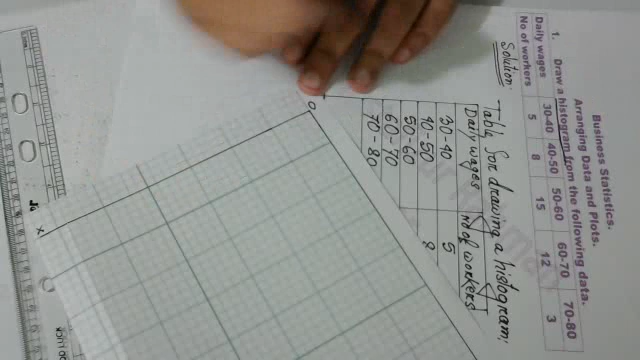 Business Statistics.
Arranging Data and Plots.
1. Draw a histogram from the following data.
Daily wages 30-40 40-50 50-60 60-70 70-80
No of workers 5 8 15 12 3
Solution:
Table for drawing a histogram;
Daily wages No of workers
30-40 5
40-50 8
50-60
60-70
70-80
O
X